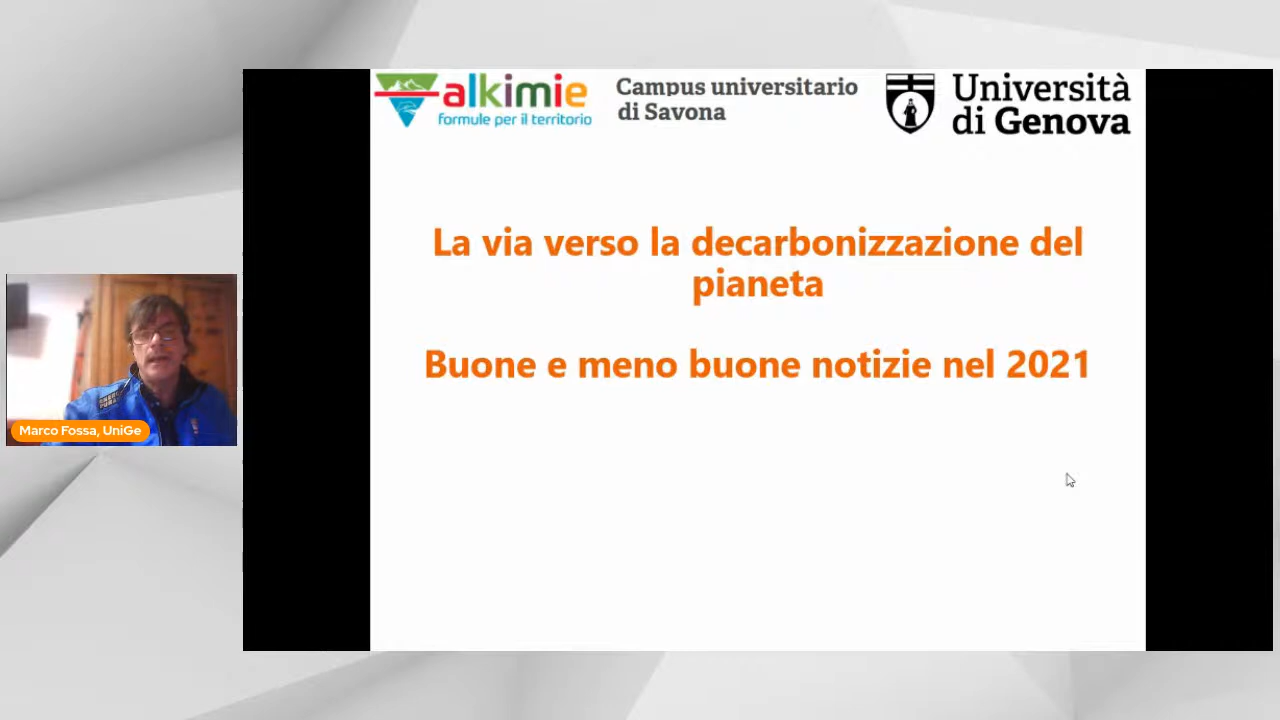 alkimie
formule per il territorio
Campus universitario
di Savona
Università
di Genova
La via verso la decarbonizzazione del
pianeta
Buone e meno buone notizie nel 2021
Marco Fossa, UniGe